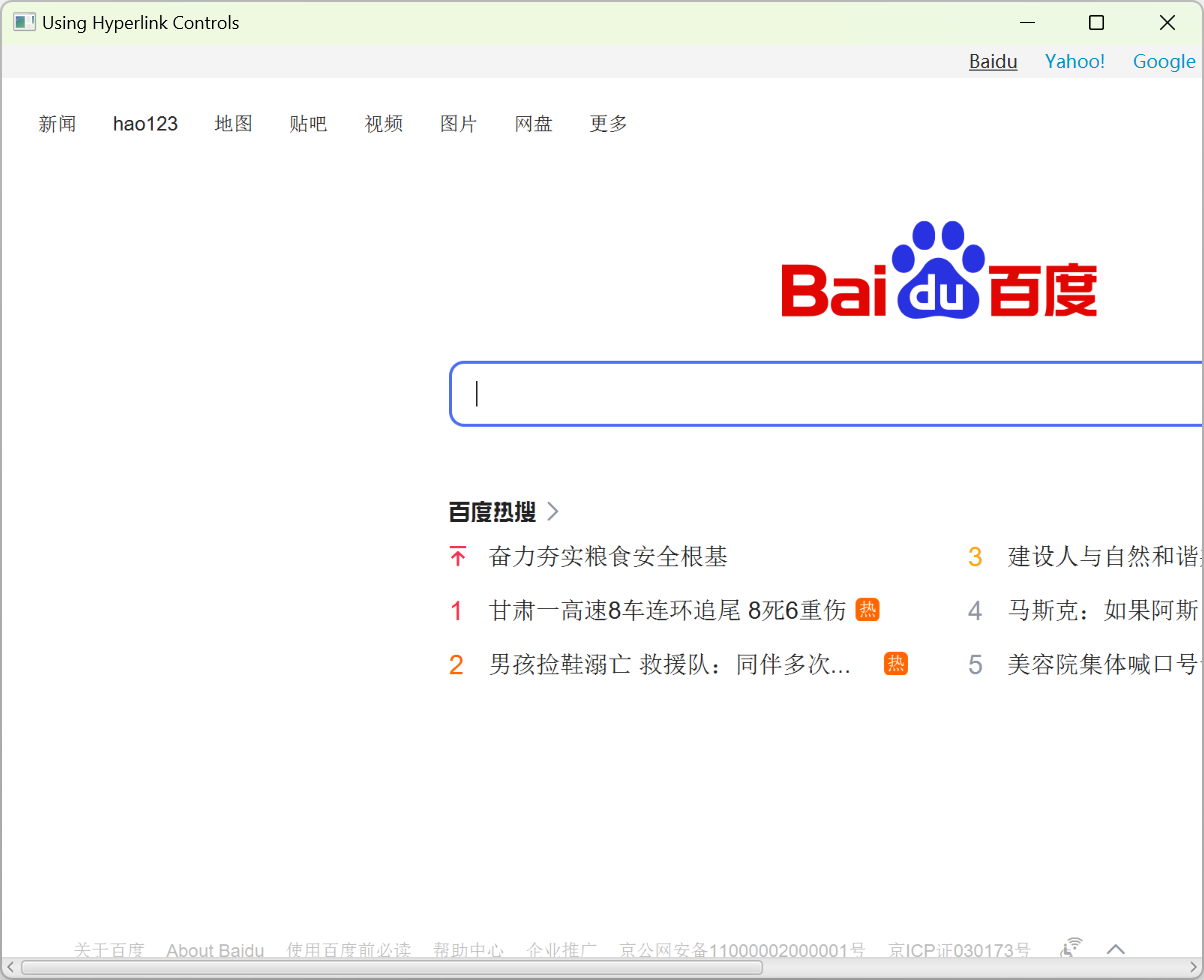 Using Hyperlink Controls
Baidu Yahoo! Google
新闻 hao123 地图 贴吧 视频 图片 网盘 更多
Bai du 百度
百度热搜
奋力夯实粮食安全根基
1 甘肃一高速8车连环追尾 8死6重伤 热
2 男孩捡鞋溺亡 救援队：同伴多次... 热
3 建设人与自然和谐
4 马斯克：如果阿斯
5 美容院集体喊口号
关于百度 About Baidu 使用百度前必读 帮助中心 企业推广 京公网安备11000002000001号 京ICP证030173号